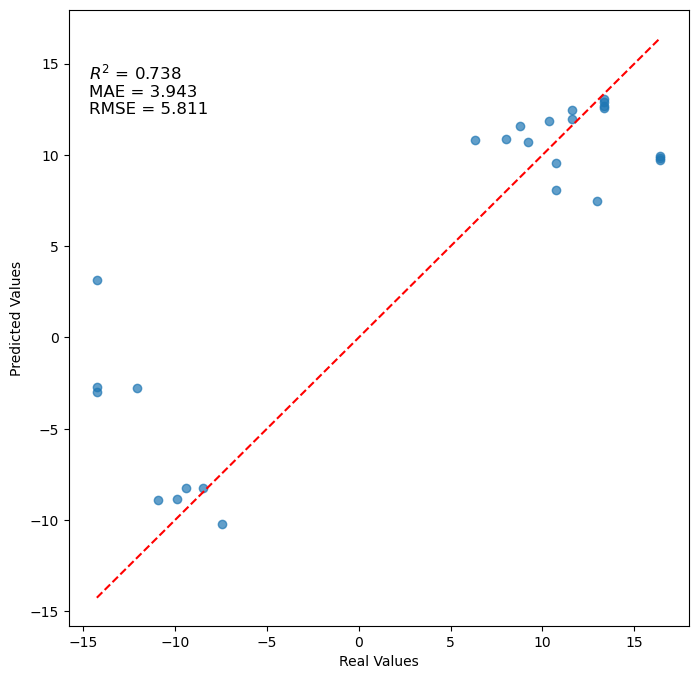 R² = 0.738
MAE = 3.943
RMSE = 5.811
15
10
5
0
−5
−10
−15
Predicted Values
−15
−10
−5
0
5
10
15
Real Values